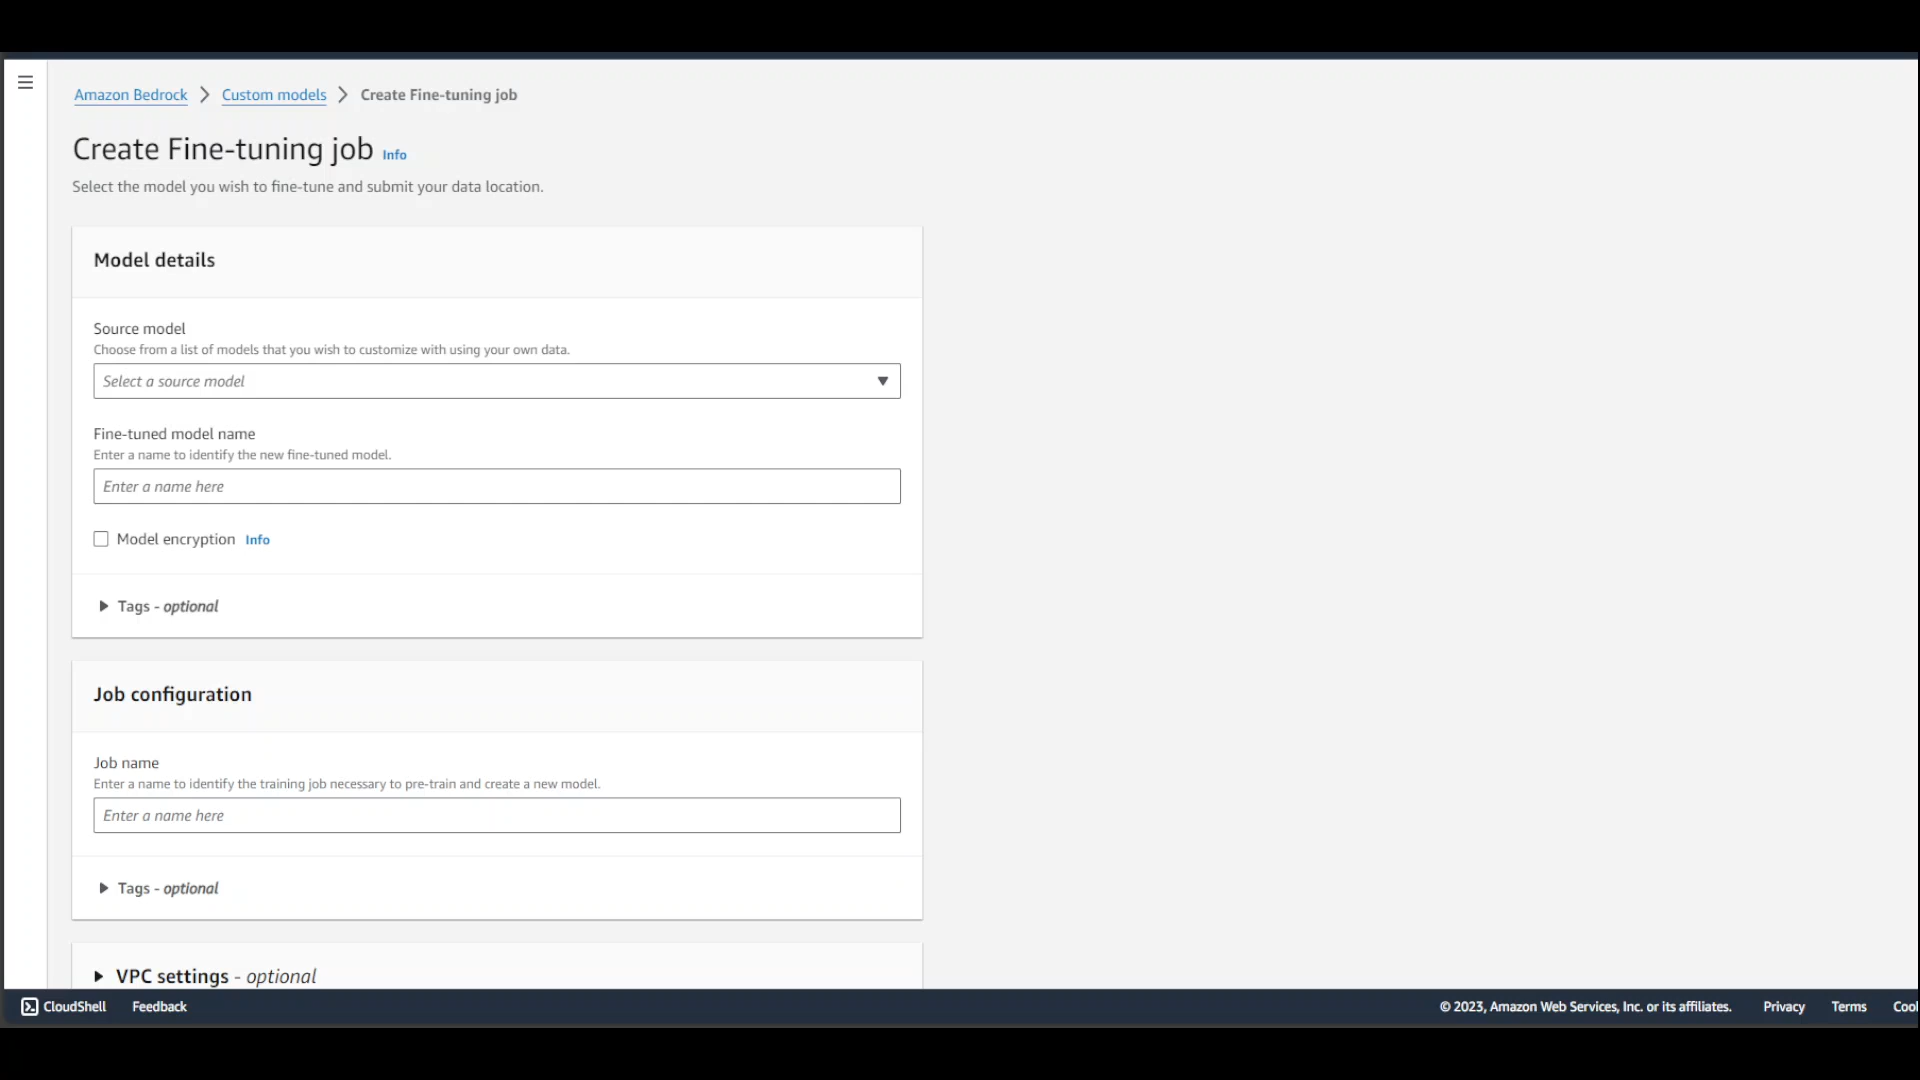 Amazon Bedrock > Custom models > Create Fine-tuning job
Create Fine-tuning job Info
Select the model you wish to fine-tune and submit your data location.
Model details
Source model
Choose from a list of models that you wish to customize with using your own data.
Select a source model
Fine-tuned model name
Enter a name to identify the new fine-tuned model.
Enter a name here
Model encryption Info
Tags - optional
Job configuration
Job name
Enter a name to identify the training job necessary to pre-train and create a new model.
Enter a name here
Tags - optional
VPC settings - optional
CloudShell Feedback © 2023, Amazon Web Services, Inc. or its affiliates. Privacy Terms